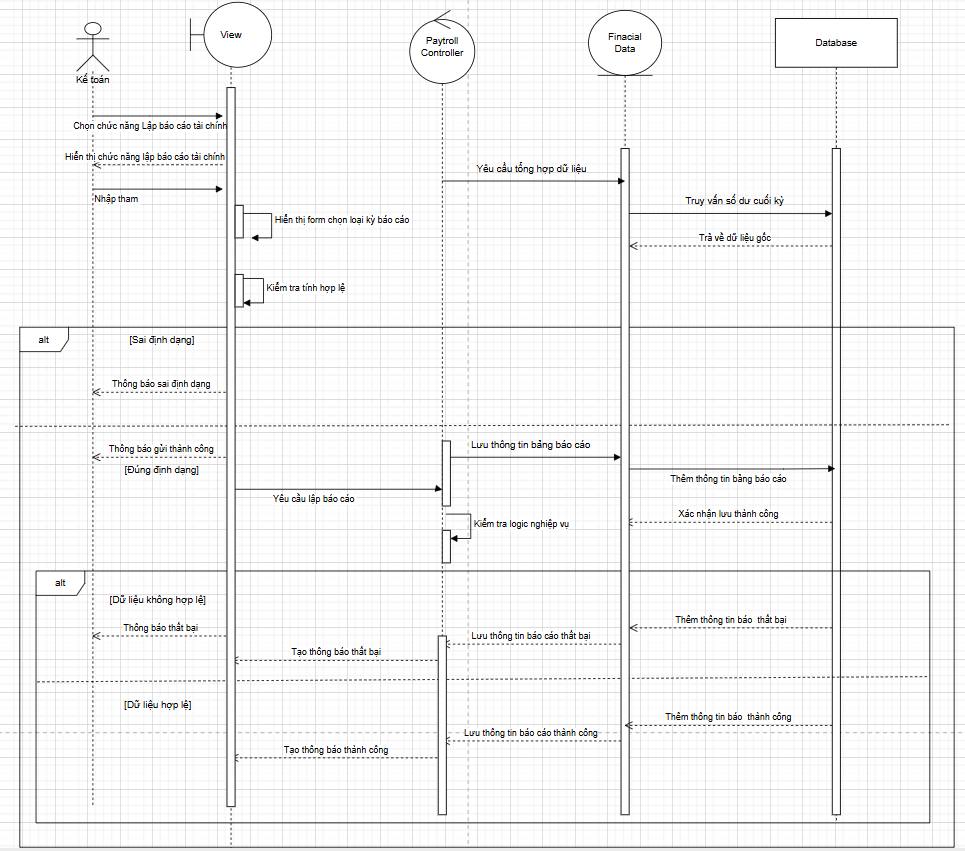 View
Paytroll
Controller
Finacial
Data
Database
Kế toán
Chọn chức năng Lập báo cáo tài chính
Hiển thị chức năng lập báo cáo tài chính
Yêu cầu tổng hợp dữ liệu
Nhập tham
Truy vấn số dư cuối kỳ
Hiển thị form chọn loại kỳ báo cáo
Trả về dữ liệu gốc
Kiểm tra tính hợp lệ
alt
[Sai định dạng]
Thông báo sai định dạng
Thông báo gửi thành công
Lưu thông tin bảng báo cáo
[Đúng định dạng]
Thêm thông tin bảng báo cáo
Yêu cầu lập báo cáo
Xác nhận lưu thành công
Kiểm tra logic nghiệp vụ
alt
[Dữ liệu không hợp lệ]
Thông báo thất bại
Thêm thông tin báo thất bại
Lưu thông tin báo cáo thất bại
Tạo thông báo thất bại
[Dữ liệu hợp lệ]
Thêm thông tin báo thành công
Lưu thông tin báo cáo thành công
Tạo thông báo thành công